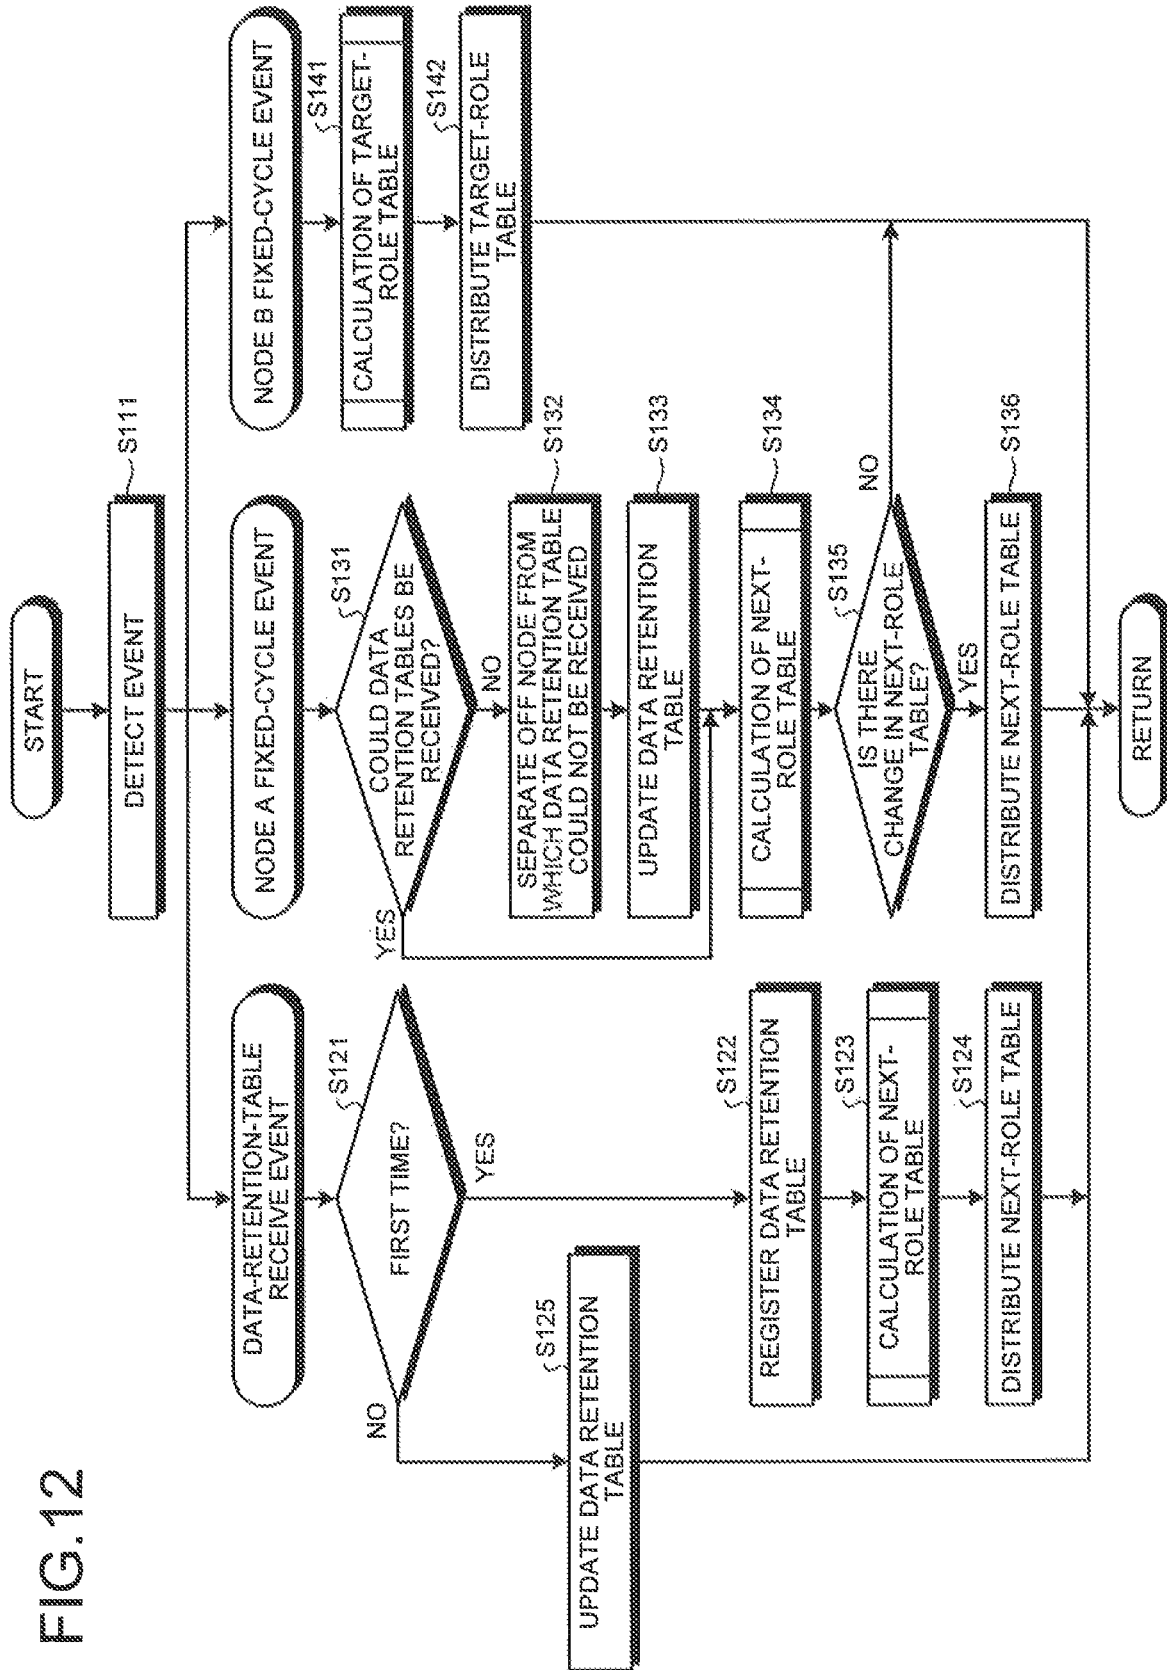 FIG.12
START
DETECT EVENT
S111
DATA-RETENTION-TABLE
RECEIVE EVENT
FIRST TIME?
S121
NO
YES
UPDATE DATA RETENTION
TABLE
S125
REGISTER DATA RETENTION
TABLE
S122
CALCULATION OF NEXT-
ROLE TABLE
S123
DISTRIBUTE NEXT-ROLE TABLE
S124
NODE A FIXED-CYCLE EVENT
COULD DATA
RETENTION TABLES BE
RECEIVED?
S131
YES
NO
SEPARATE OFF NODE FROM
WHICH DATA RETENTION TABLE
COULD NOT BE RECEIVED
S132
UPDATE DATA RETENTION
TABLE
S133
CALCULATION OF NEXT-
ROLE TABLE
S134
IS THERE
CHANGE IN NEXT-ROLE
TABLE?
S135
NO
YES
DISTRIBUTE NEXT-ROLE TABLE
S136
NODE B FIXED-CYCLE EVENT
CALCULATION OF TARGET-
ROLE TABLE
S141
DISTRIBUTE TARGET-ROLE
TABLE
S142
RETURN